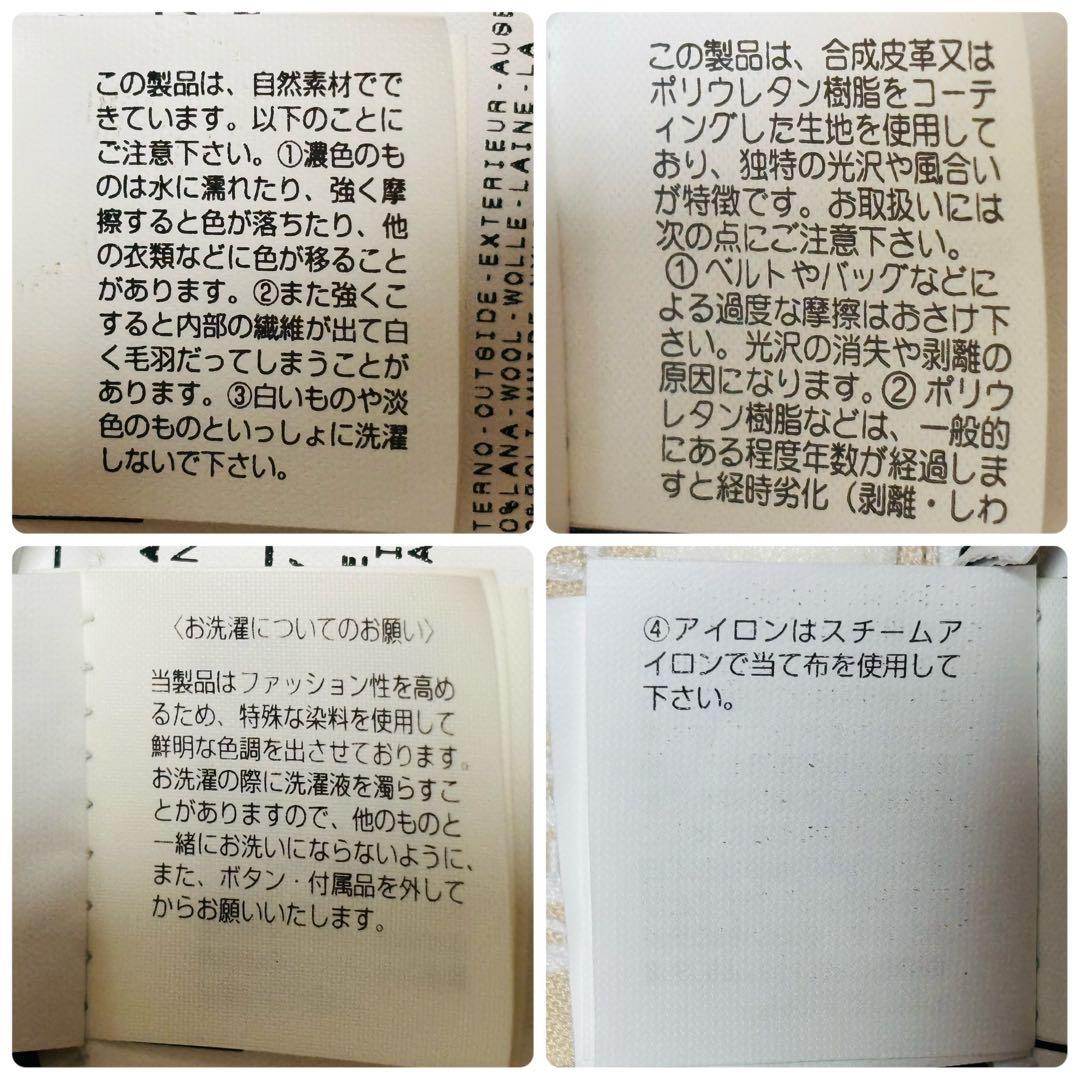 この製品は、自然素材でで
きています。以下のことに
ご注意下さい。①濃色のも
のは水に濡れたり、強く摩
擦すると色が落ちたり、他
の衣類などに色が移ること
があります。②また強くこ
すると内部の繊維が出て白
く毛羽だってしまうことが
あります。③白いものや淡
色のものといっしょに洗濯
しないで下さい。
TERNO-OUTSIDE-EXTERIEUR-AUSS
LANA-WOOL-WOLLE-LAINE-LA
この製品は、合成皮革又は
ポリウレタン樹脂をコーテ
ィングした生地を使用して
おり、独特の光沢や風合い
が特徴です。お取扱いには
次の点にご注意下さい。
①ベルトやバッグなどに
よる過度な摩擦はおさけ下
さい。光沢の消失や剥離の
原因になります。②ポリウ
レタン樹脂などは、一般的
にある程度年数が経過しま
すと経時劣化（剥離・しわ
〈お洗濯についてのお願い〉
当製品はファッション性を高め
るため、特殊な染料を使用して
鮮明な色調を出させております。
お洗濯の際に洗濯液を濁らすこ
とがありますので、他のものと
一緒にお洗いにならないように、
また、ボタン・付属品を外して
からお願いいたします。
④アイロンはスチームア
イロンで当て布を使用して
下さい。